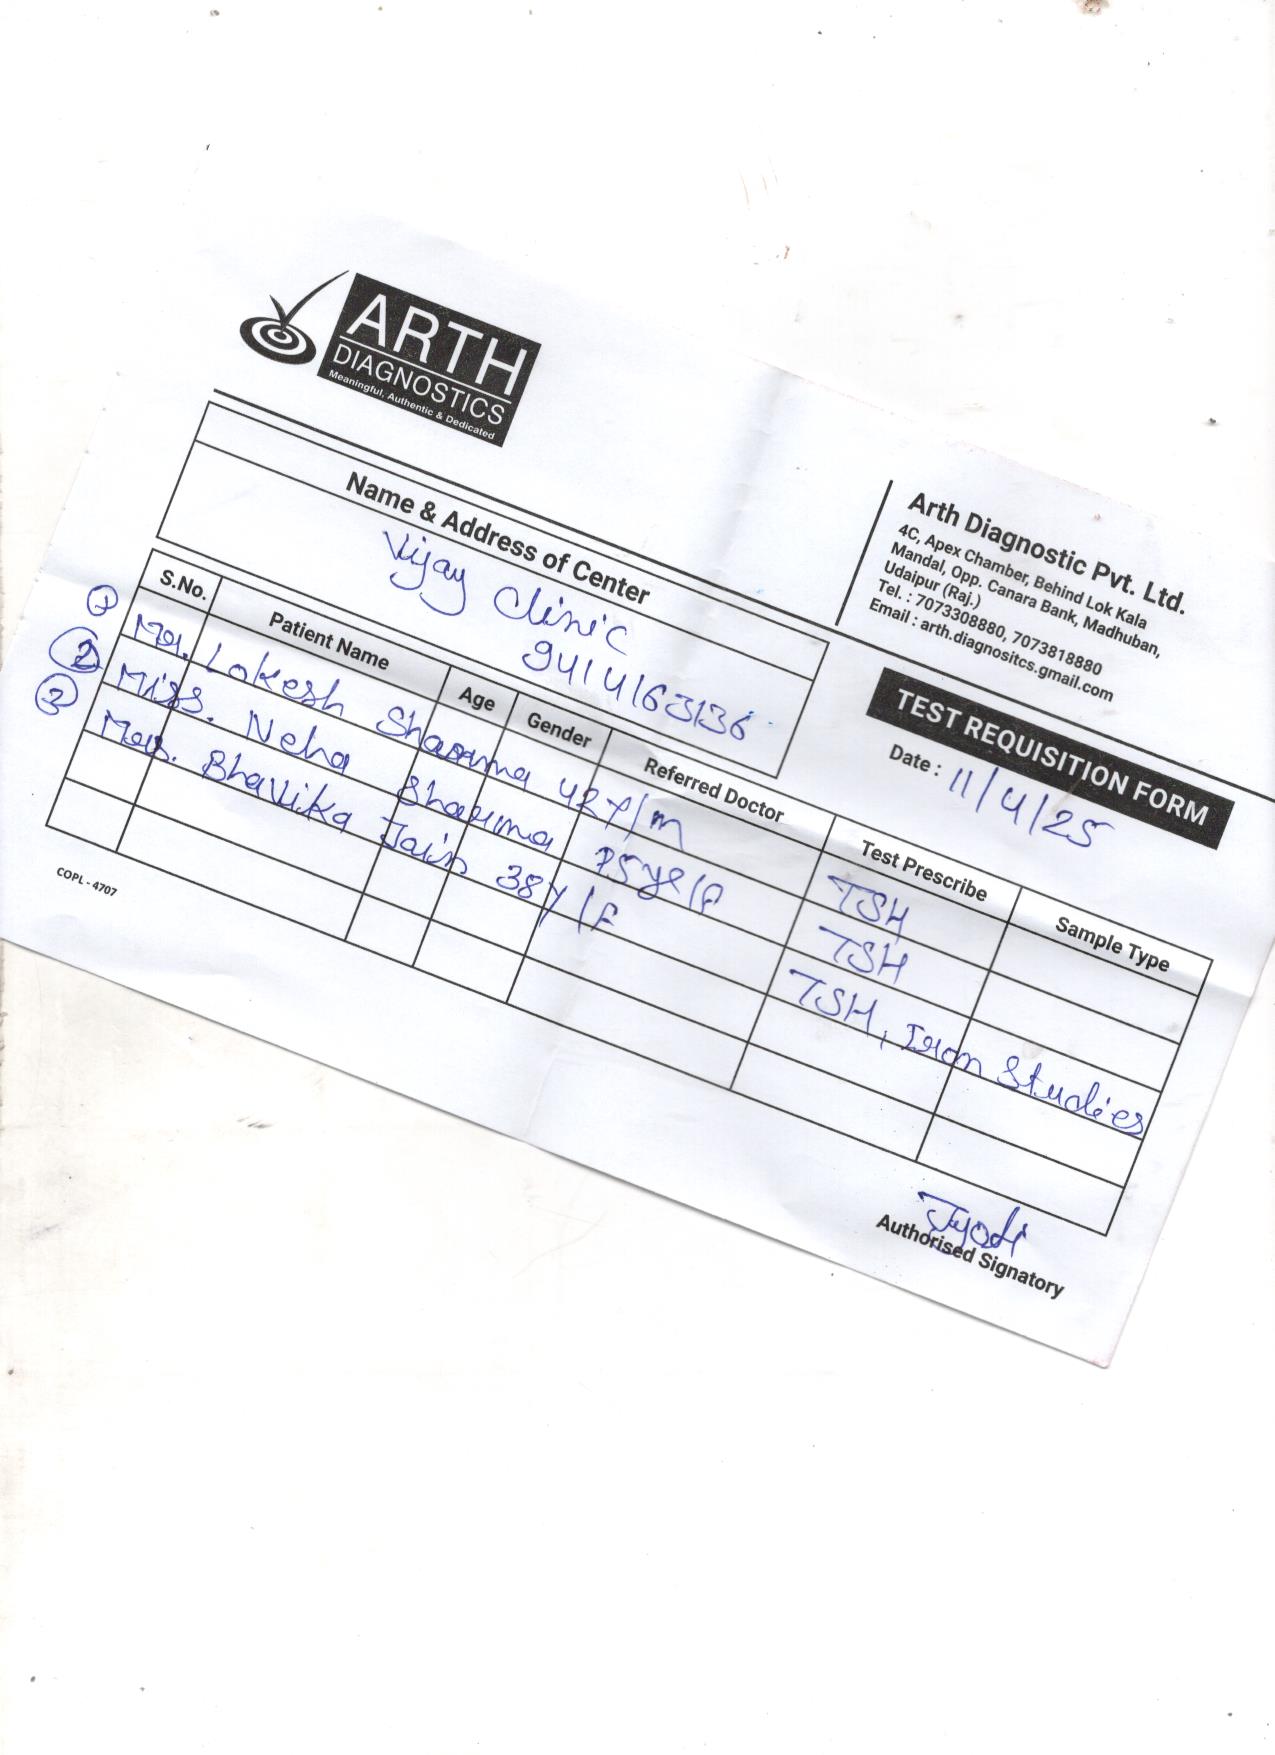 ARTH
DIAGNOSTICS
Meaningful, Authentic & Dedicated
Arth Diagnostic Pvt. Ltd.
4C, Apex Chamber, Behind Lok Kala
Mandal, Opp. Canara Bank, Madhuban,
Udaipur (Raj.)
Tel. : 7073308880, 7073818880
Email : arth.diagnositcs.gmail.com
Name & Address of Center
Vijay Clinic
9414163136
TEST REQUISITION FORM
Date : 11/4/25
S.No. Patient Name Age Gender Referred Doctor Test Prescribe Sample Type
1 Mr. Lokesh Sharma 42Y/M TSH
2 Miss. Neha Sharma /F TSH
3 Mrs. Bhavika Jain 38Y/F TSH, Iron Studies
COPL - 4707
Jyoti
Authorised Signatory